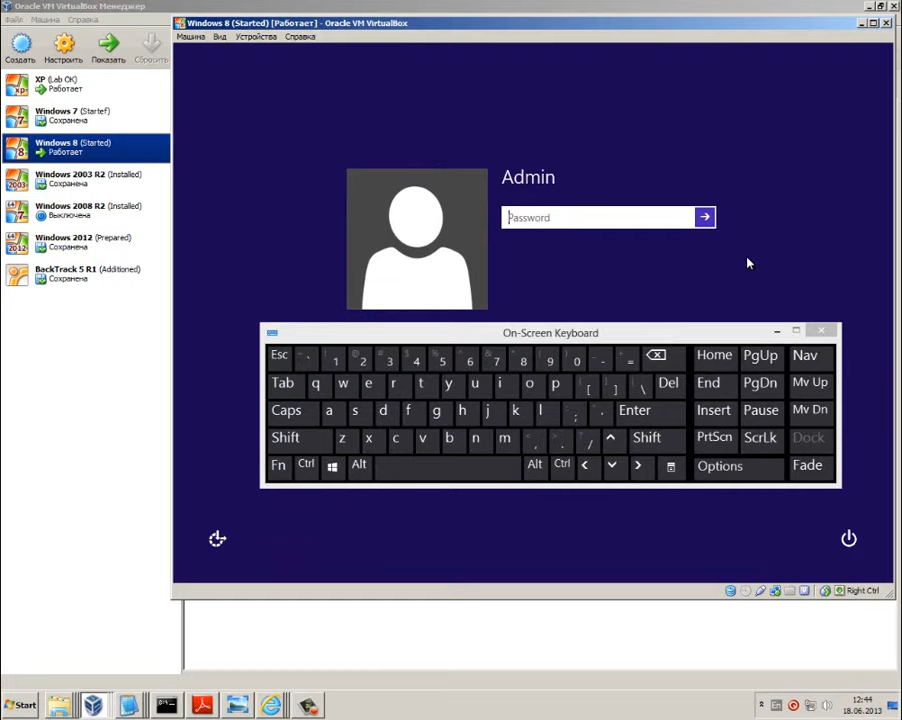 Oracle VM VirtualBox Менеджер
Файл Машина Справка
Создать Настроить Показать Сбросить
XP (Lab OK)
Работает
Windows 7 (Startef)
Сохранена
Windows 8 (Started)
Работает
Windows 2003 R2 (Installed)
Сохранена
Windows 2008 R2 (Installed)
Выключена
Windows 2012 (Prepared)
Сохранена
BackTrack 5 R1 (Additioned)
Сохранена
Windows 8 (Started) [Работает] - Oracle VM VirtualBox
Машина Вид Устройства Справка
Admin
Password
On-Screen Keyboard
Esc ~ ` ! 1 @ 2 # 3 $ 4 % 5 ^ 6 & 7 * 8 ( 9 ) 0 _ - + = Home PgUp Nav
Tab q w e r t y u i o p { [ } ] | \ Del End PgDn Mv Up
Caps a s d f g h j k l : ; " ' Enter Insert Pause Mv Dn
Shift z x c v b n m < , > . ? / Shift PrtScn ScrLk Dock
Fn Ctrl Alt Alt Ctrl Options Fade
Right Ctrl
Start
En
12:44
18.06.2013